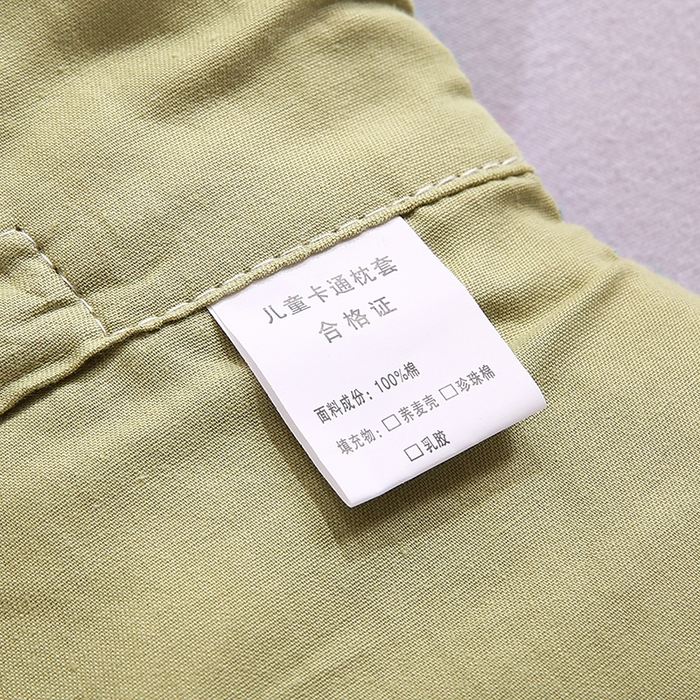 儿童卡通枕套
合格证
面料成份：100%棉
填充物：□荞麦壳 □珍珠棉
□乳胶